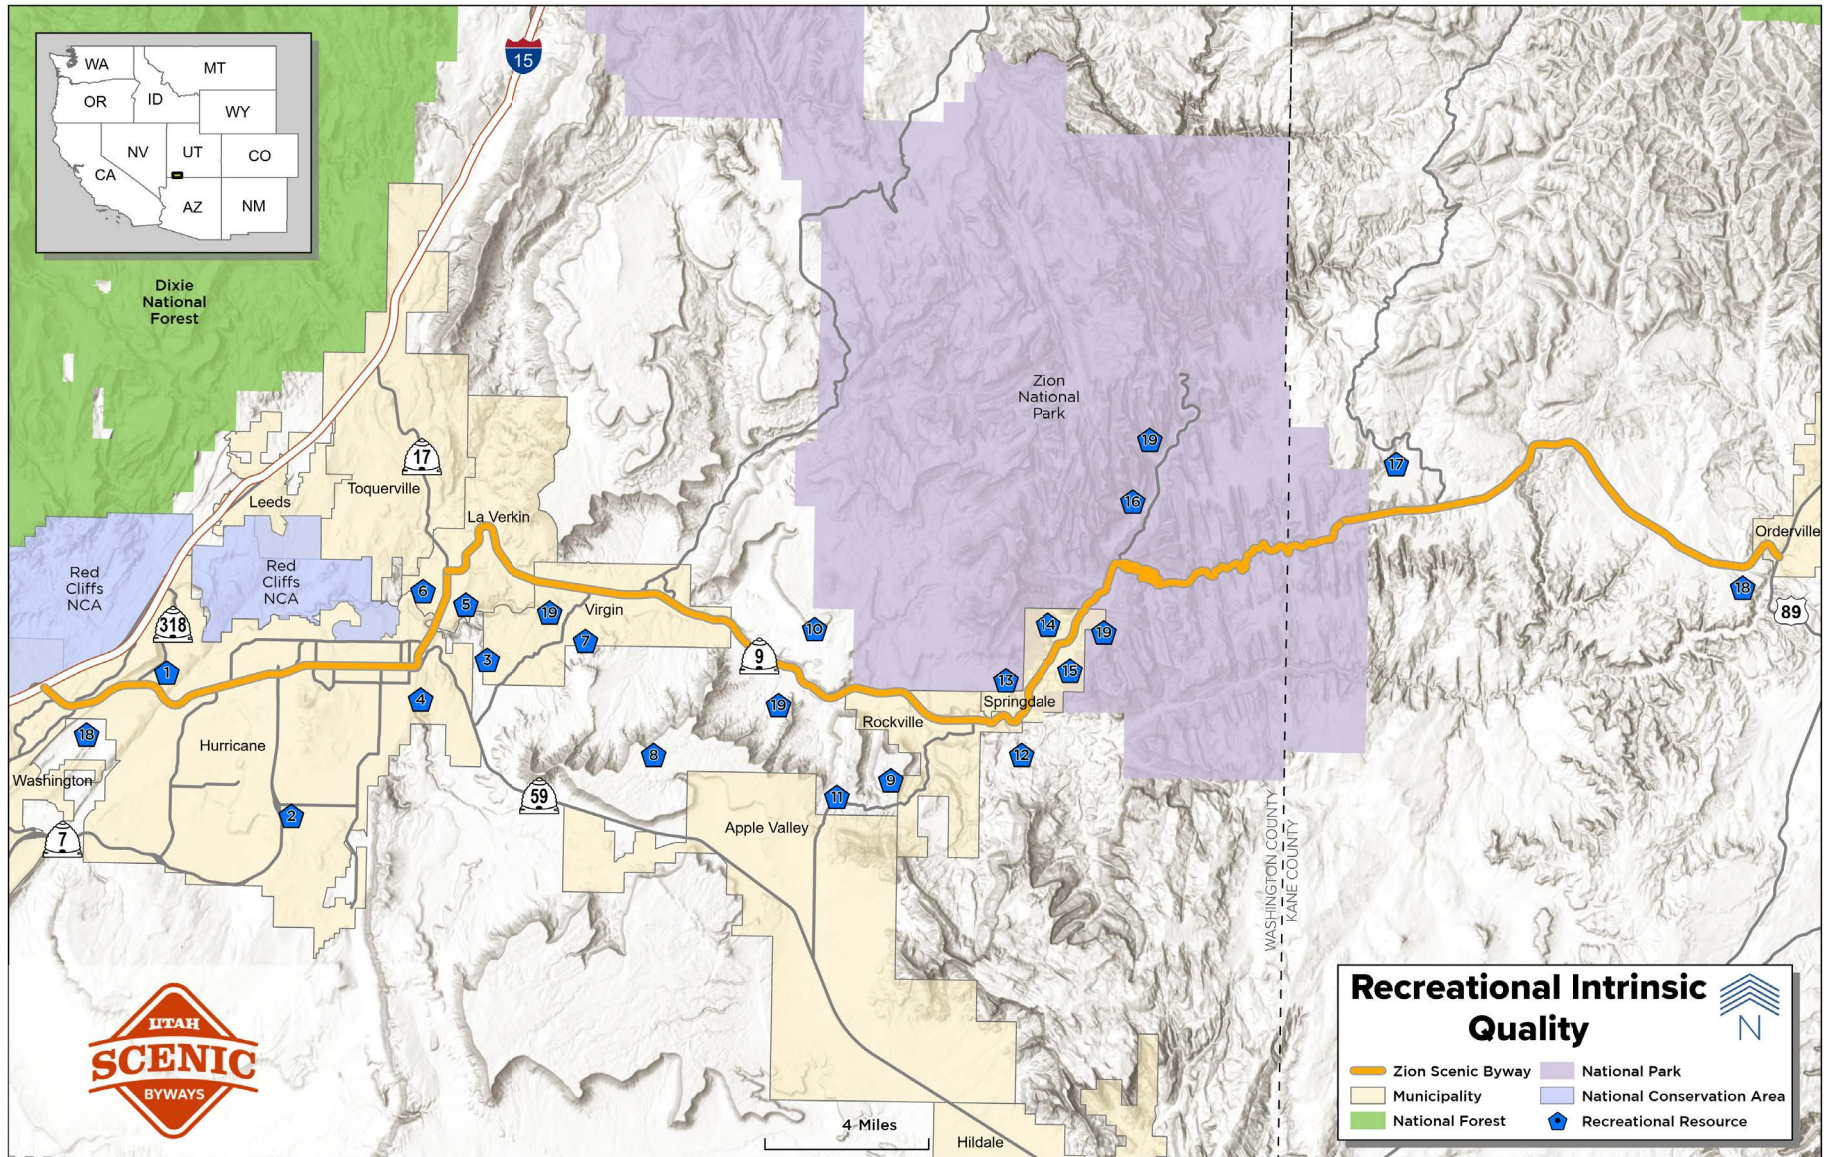 WA
MT
OR
ID
WY
NV
UT
CO
CA
AZ
NM
15
Dixie
National
Forest
Zion
National
Park
17
Leeds
Toquerville
La Verkin
19
16
17
Orderville
Red
Cliffs
NCA
Red
Cliffs
NCA
318
6
5
19
Virgin
7
10
14
19
18
89
1
3
9
15
13
4
19
Springdale
Rockville
18
Hurricane
8
12
Washington
9
59
11
2
7
Apple Valley
WASHINGTON COUNTY
KANE COUNTY
UTAH
SCENIC
BYWAYS
4 Miles
Hildale
Recreational Intrinsic
Quality
N
Zion Scenic Byway
National Park
Municipality
National Conservation Area
National Forest
Recreational Resource